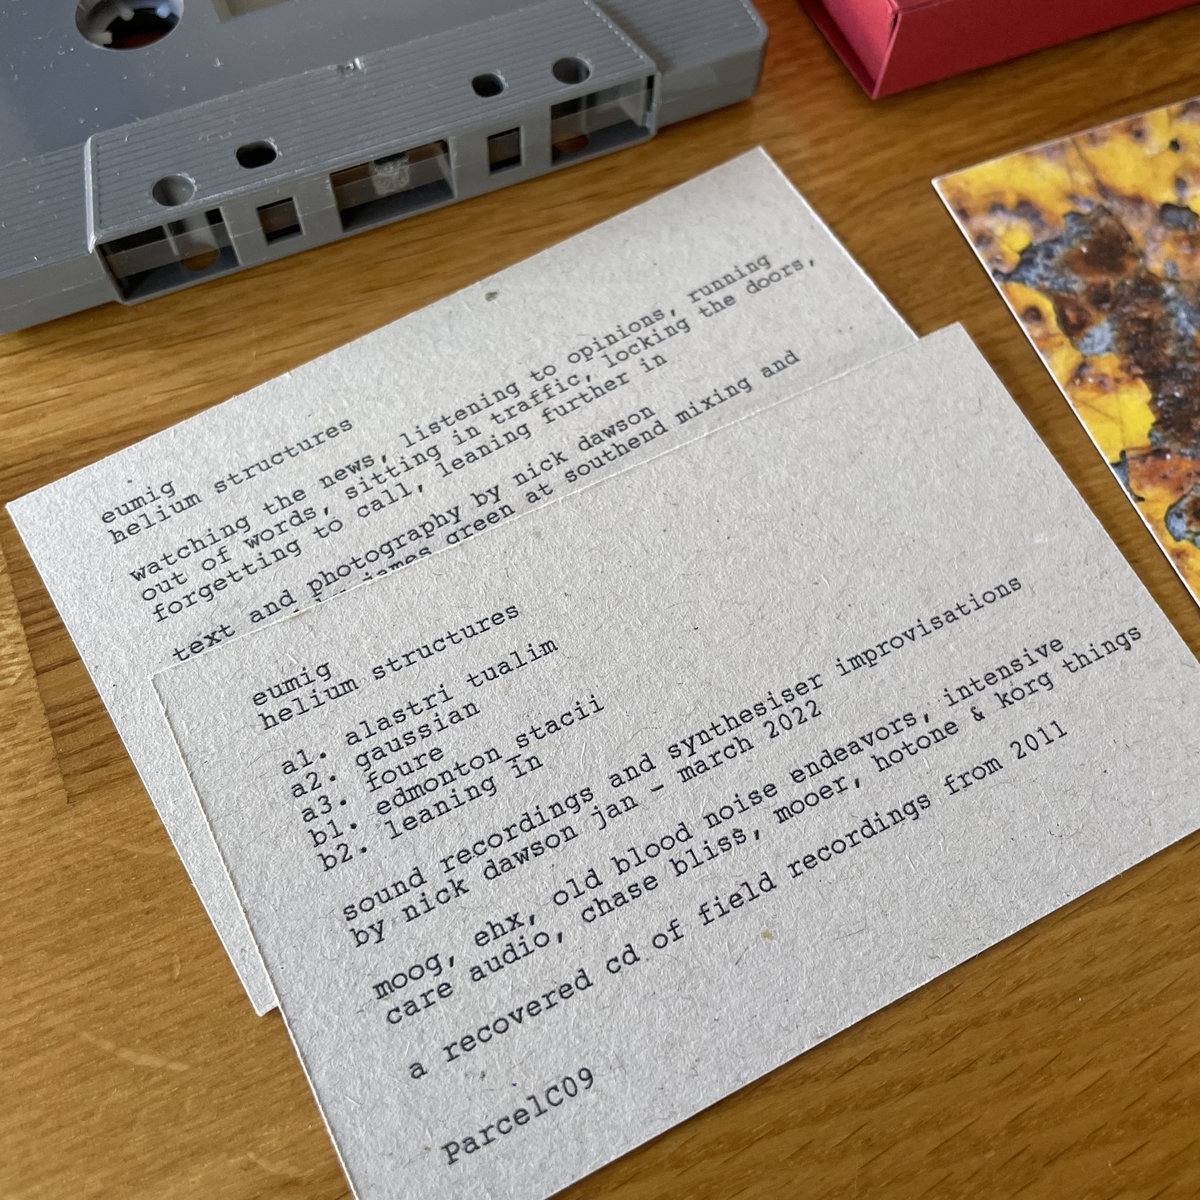 eumig
helium structures
watching the news, listening to opinions, running
out of words, sitting in traffic, locking the doors,
forgetting to call, leaning further in
text and photography by nick dawson
james green at southend mixing and
eumig
helium structures
a1. alastri tualim
a2. gaussian
a3. foure
b1. edmonton stacii
b2. leaning in
sound recordings and synthesiser improvisations
by nick dawson jan - march 2022
moog, ehx, old blood noise endeavors, intensive
care audio, chase bliss, mooer, hotone & korg things
a recovered cd of field recordings from 2011
ParcelC09